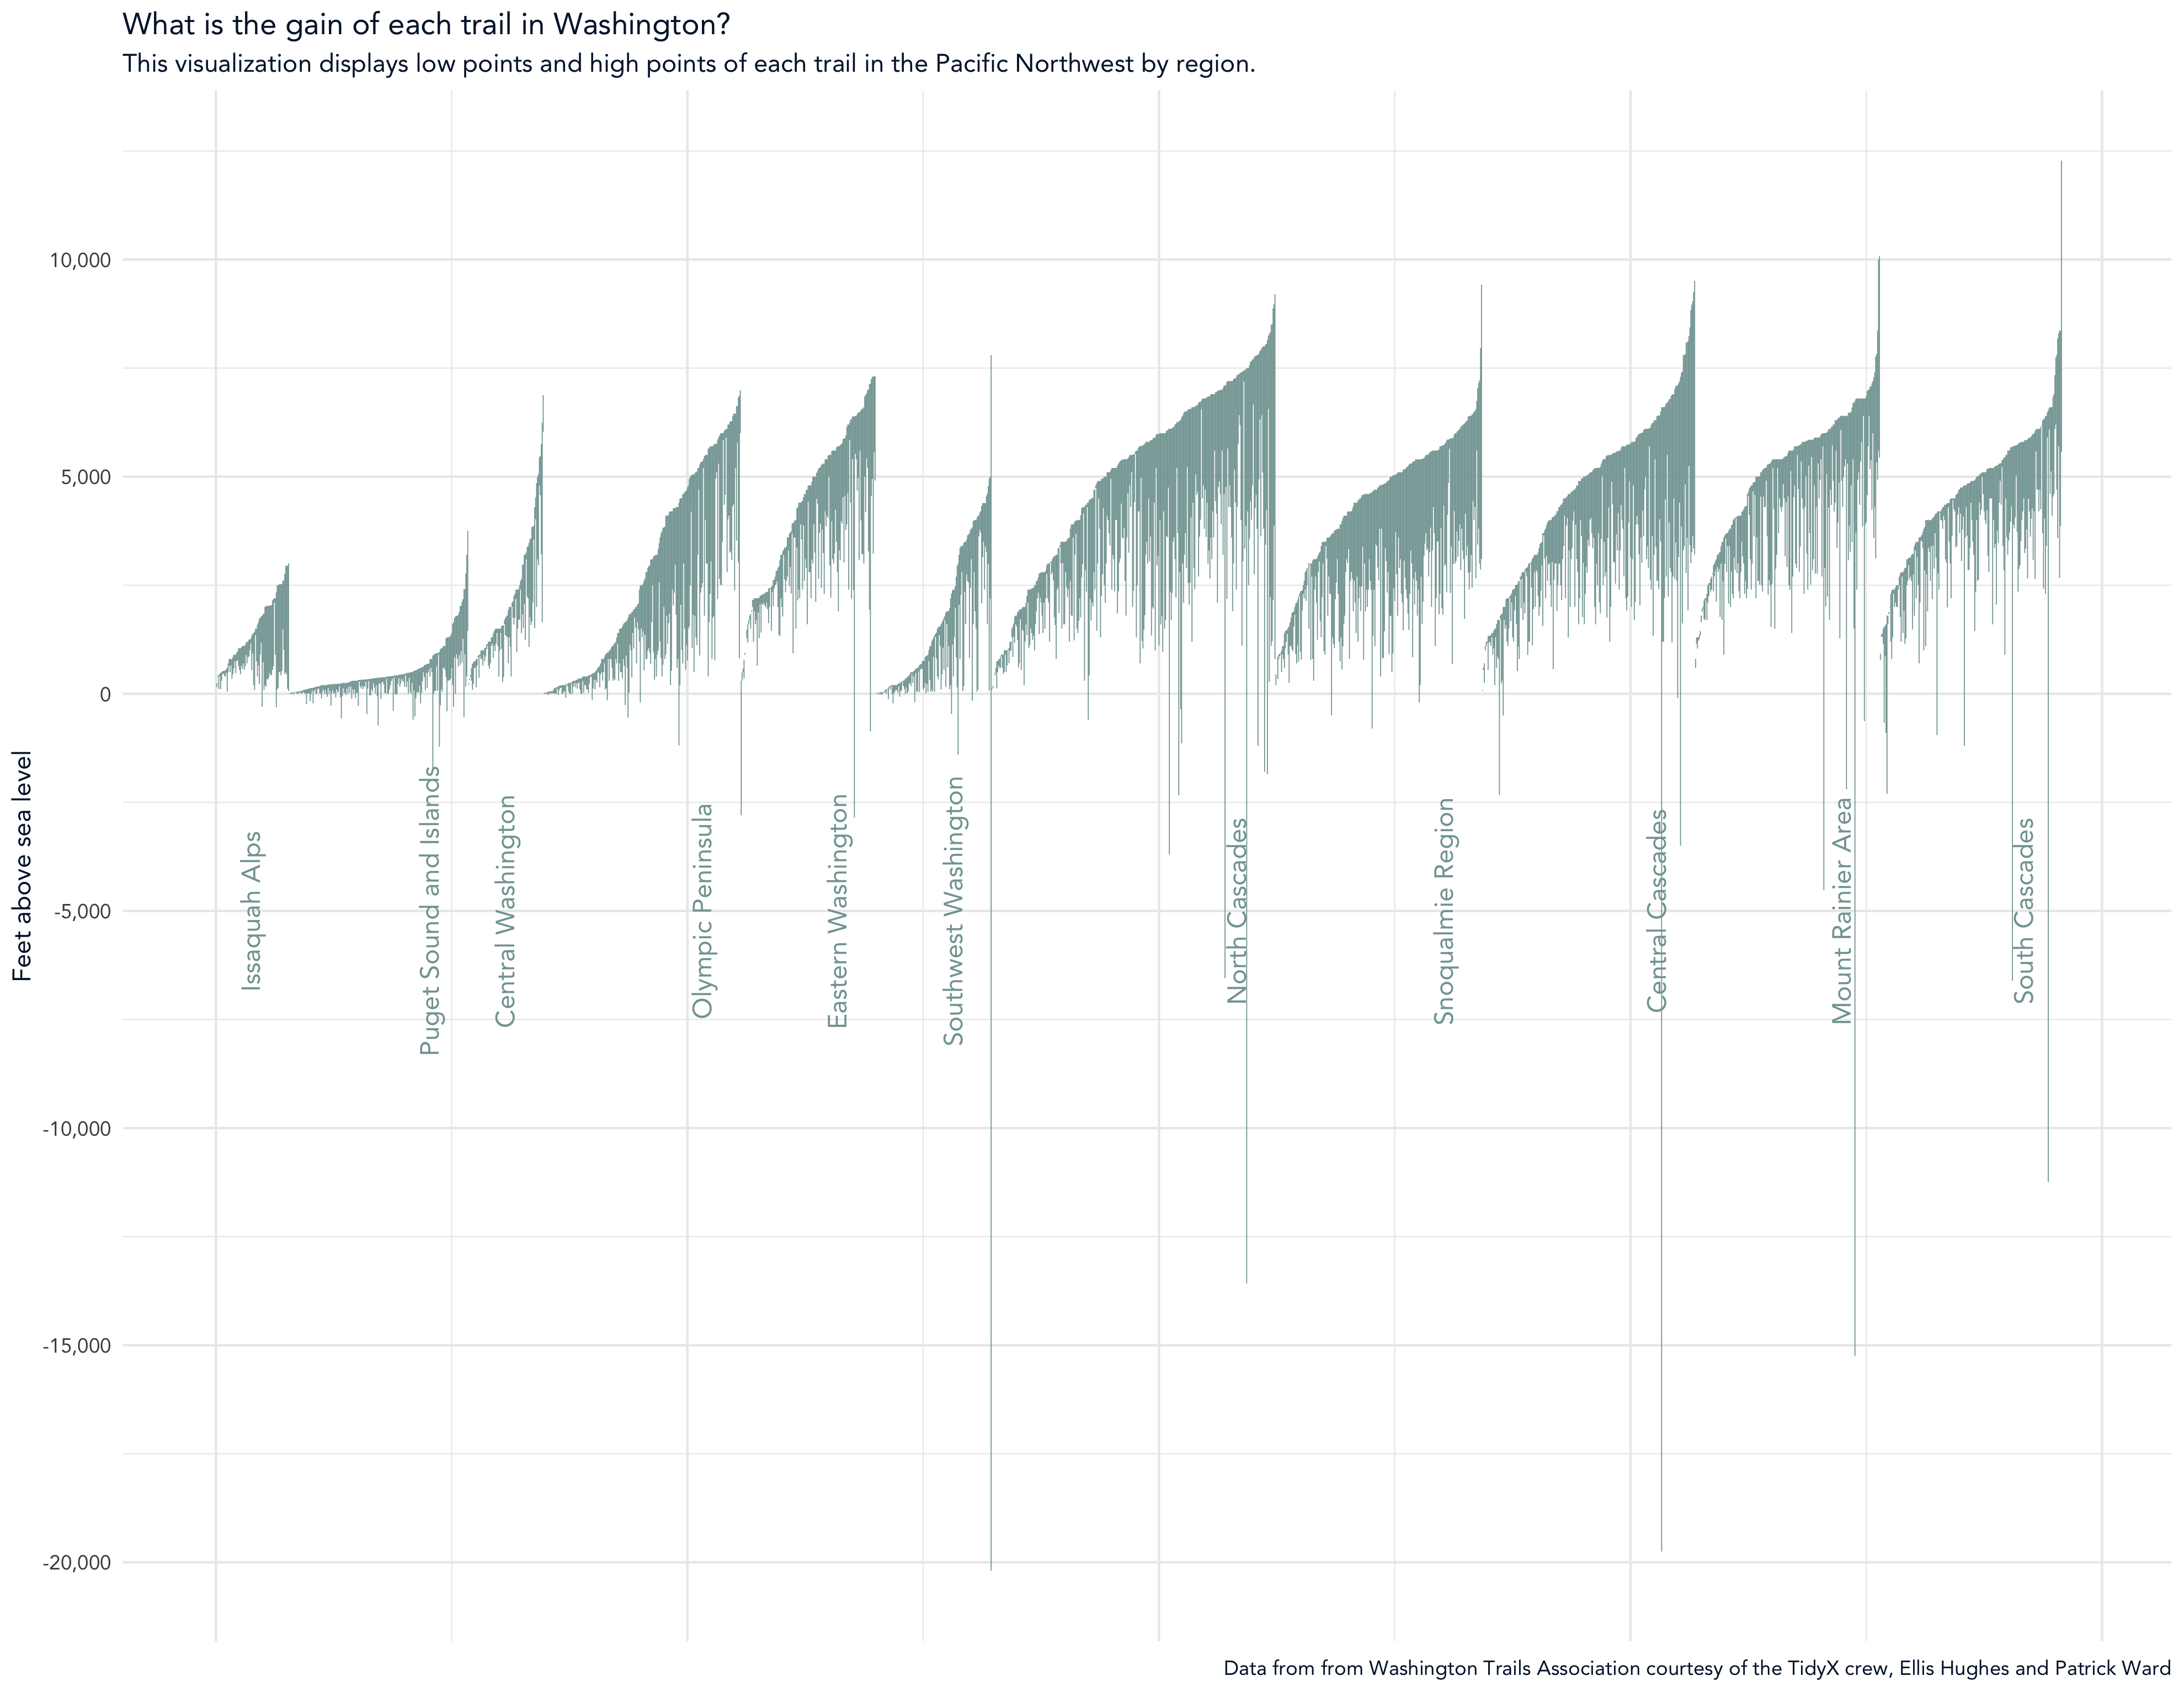 What is the gain of each trail in Washington?
This visualization displays low points and high points of each trail in the Pacific Northwest by region.
Feet above sea level
10,000
5,000
0
-5,000
-10,000
-15,000
-20,000
Issaquah Alps
Puget Sound and Islands
Central Washington
Olympic Peninsula
Eastern Washington
Southwest Washington
North Cascades
Snoqualmie Region
Central Cascades
Mount Rainier Area
South Cascades
Data from from Washington Trails Association courtesy of the TidyX crew, Ellis Hughes and Patrick Ward